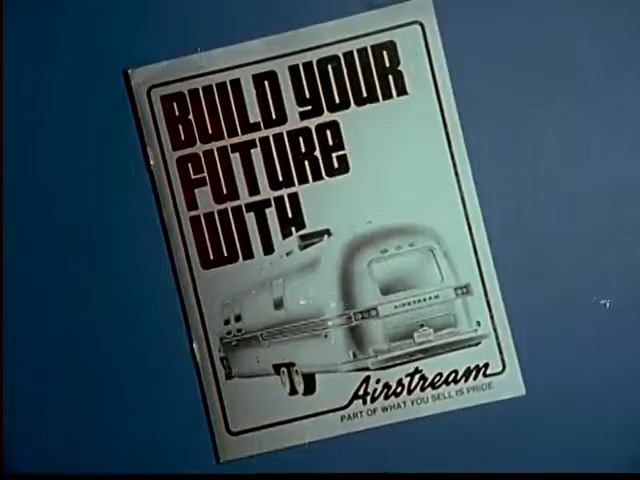 BUILD YOUR
FUTURE
WITH
AIRSTREAM
Airstream
PART OF WHAT YOU SELL IS PRIDE